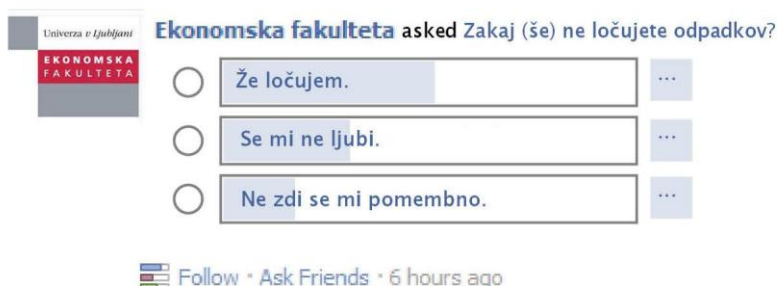 Univerza v Ljubljani
EKONOMSKA
FAKULTETA
Ekonomska fakulteta asked Zakaj (še) ne ločujete odpadkov?
Že ločujem. ...
Se mi ne ljubi. ...
Ne zdi se mi pomembno. ...
Follow · Ask Friends · 6 hours ago